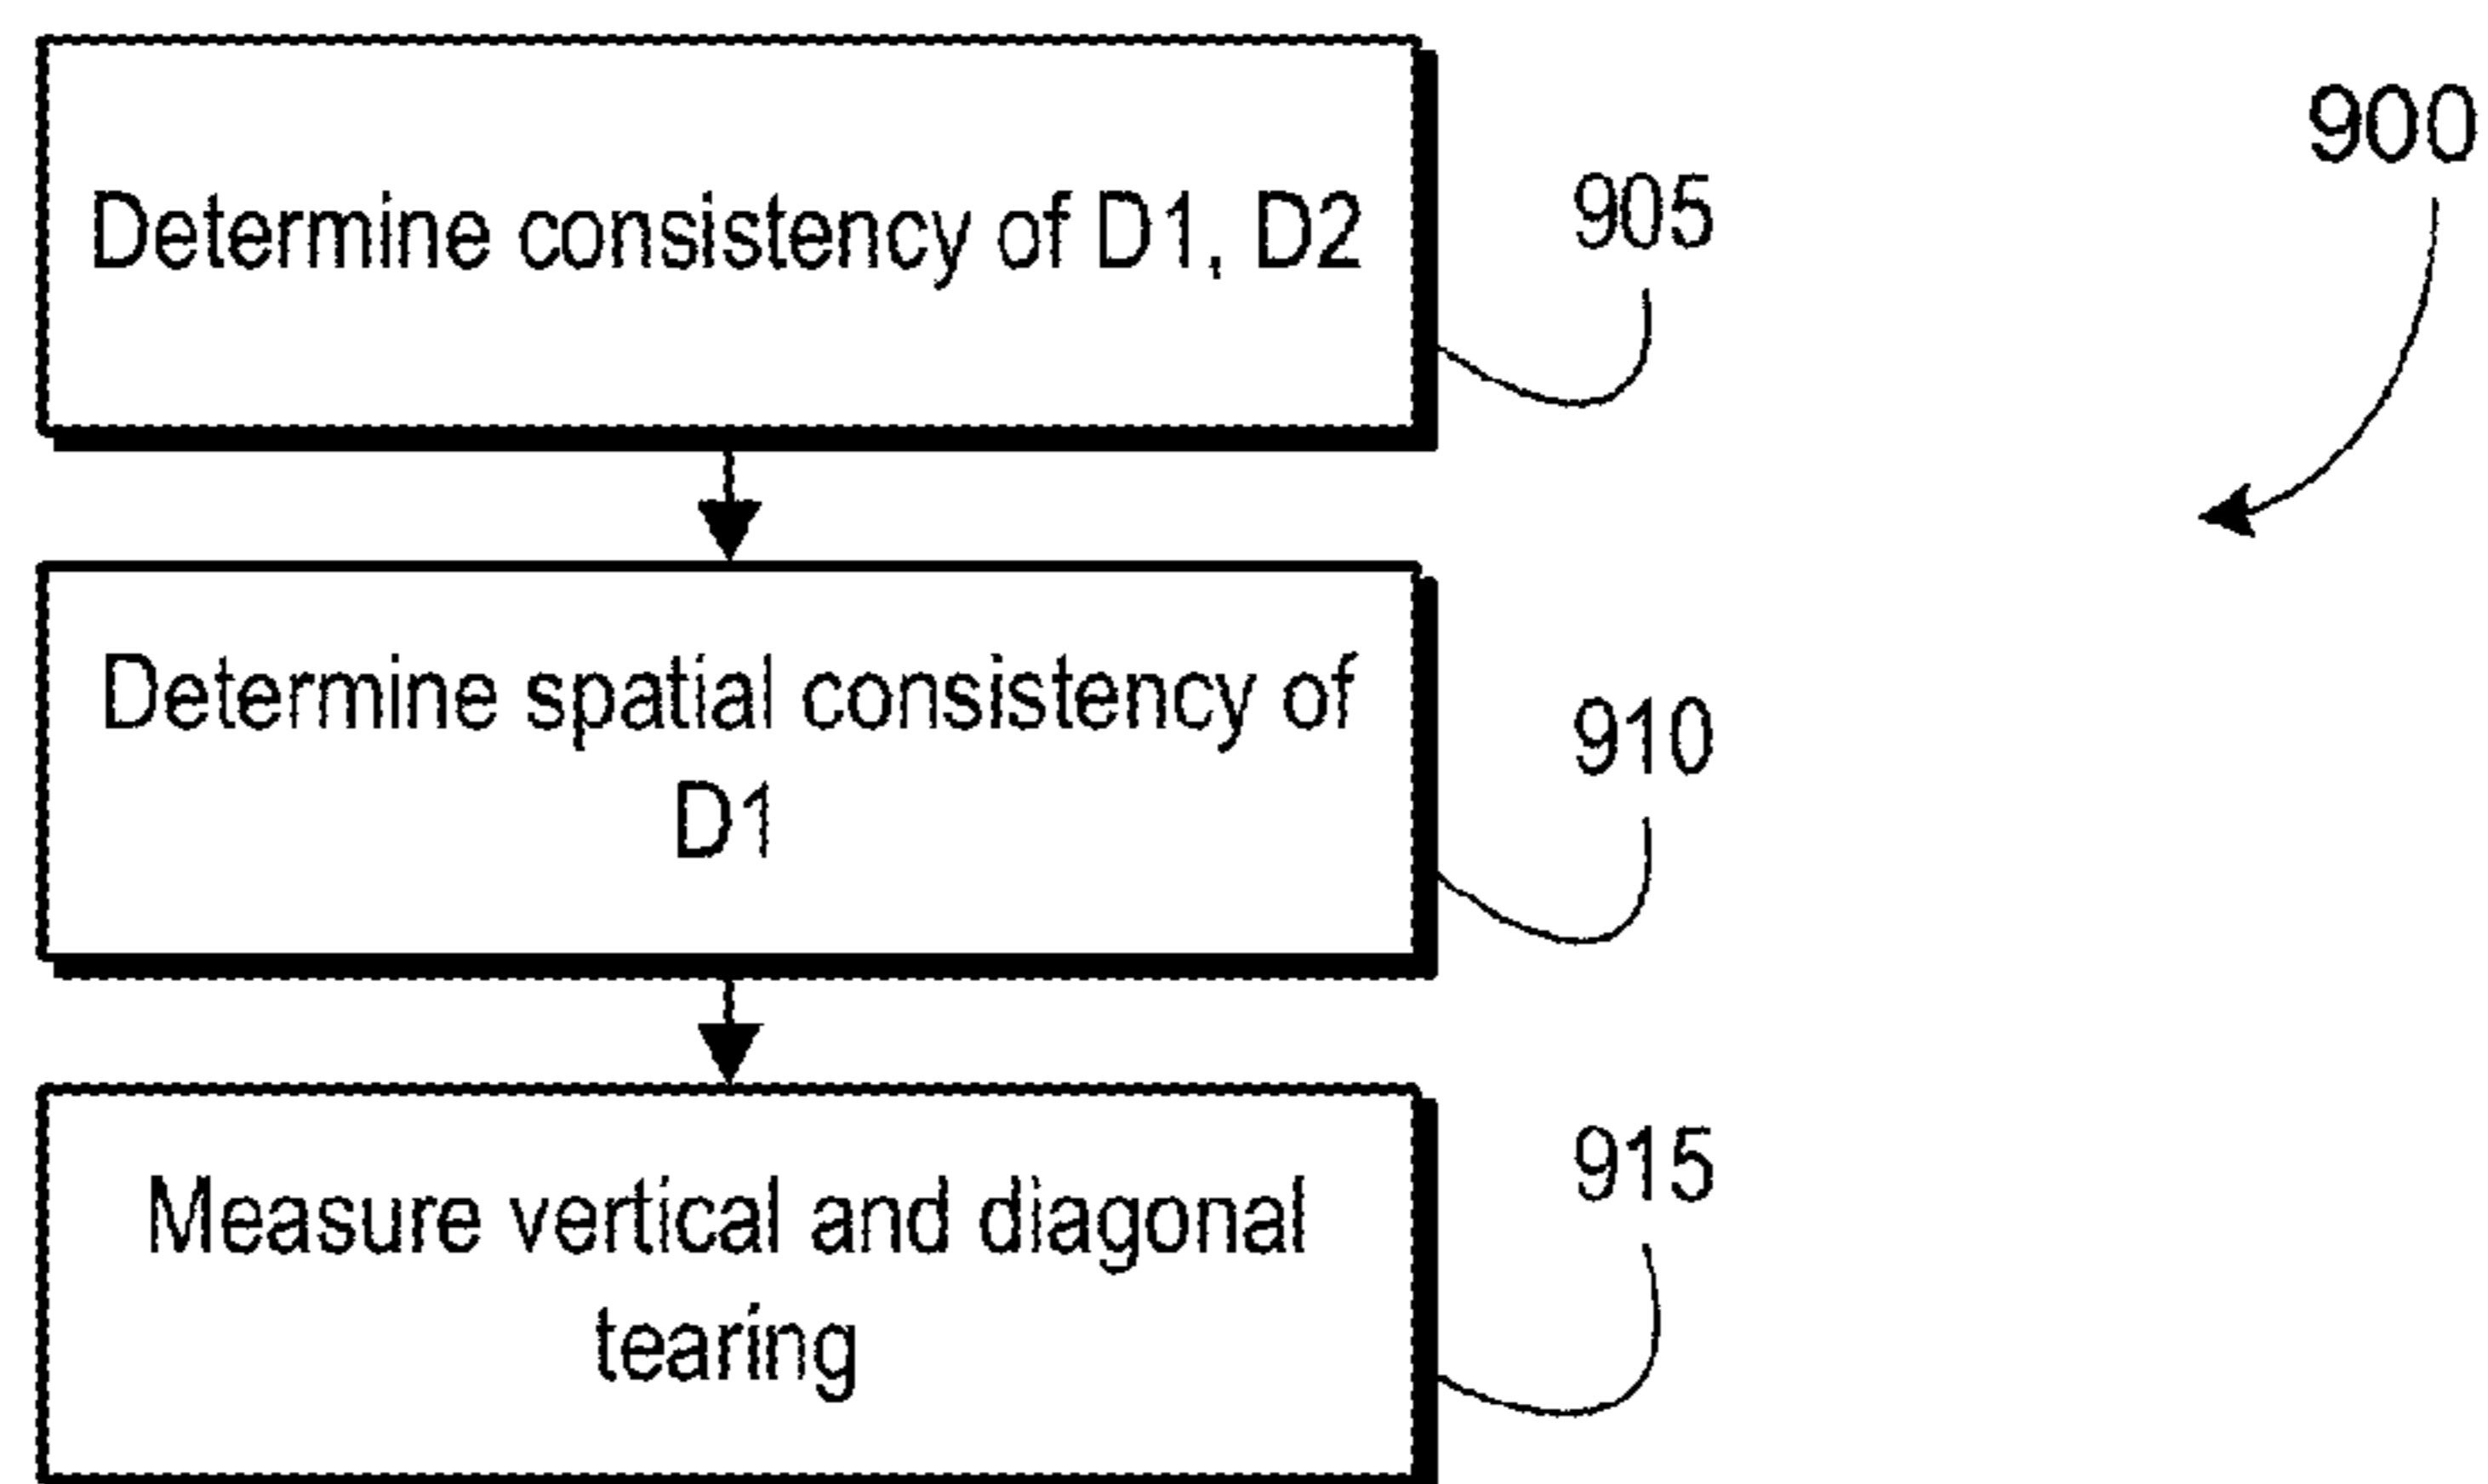 900
Determine consistency of D1, D2
905
Determine spatial consistency of
D1
910
Measure vertical and diagonal
tearing
915